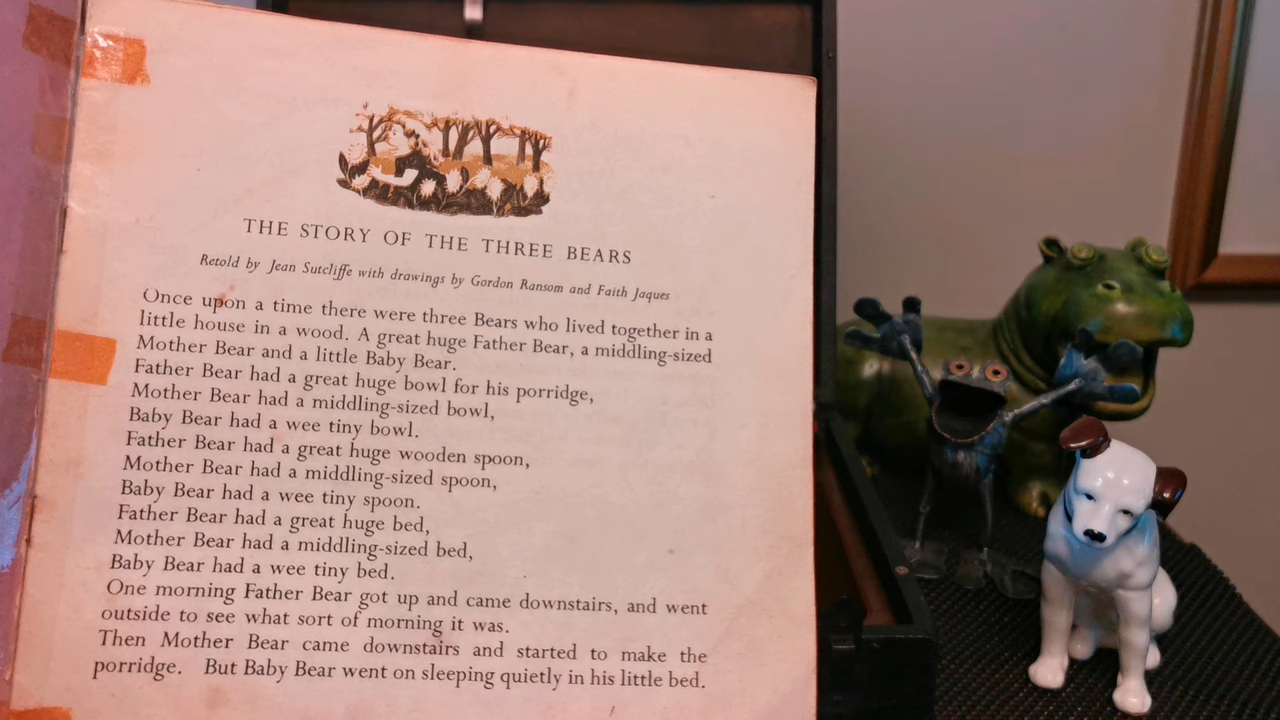 THE STORY OF THE THREE BEARS
Retold by Jean Sutcliffe with drawings by Gordon Ransom and Faith Jaques
Once upon a time there were three Bears who lived together in a
little house in a wood. A great huge Father Bear, a middling-sized
Mother Bear and a little Baby Bear.
Father Bear had a great huge bowl for his porridge,
Mother Bear had a middling-sized bowl,
Baby Bear had a wee tiny bowl.
Father Bear had a great huge wooden spoon,
Mother Bear had a middling-sized spoon,
Baby Bear had a wee tiny spoon.
Father Bear had a great huge bed,
Mother Bear had a middling-sized bed,
Baby Bear had a wee tiny bed.
One morning Father Bear got up and came downstairs, and went
outside to see what sort of morning it was.
Then Mother Bear came downstairs and started to make the
porridge. But Baby Bear went on sleeping quietly in his little bed.